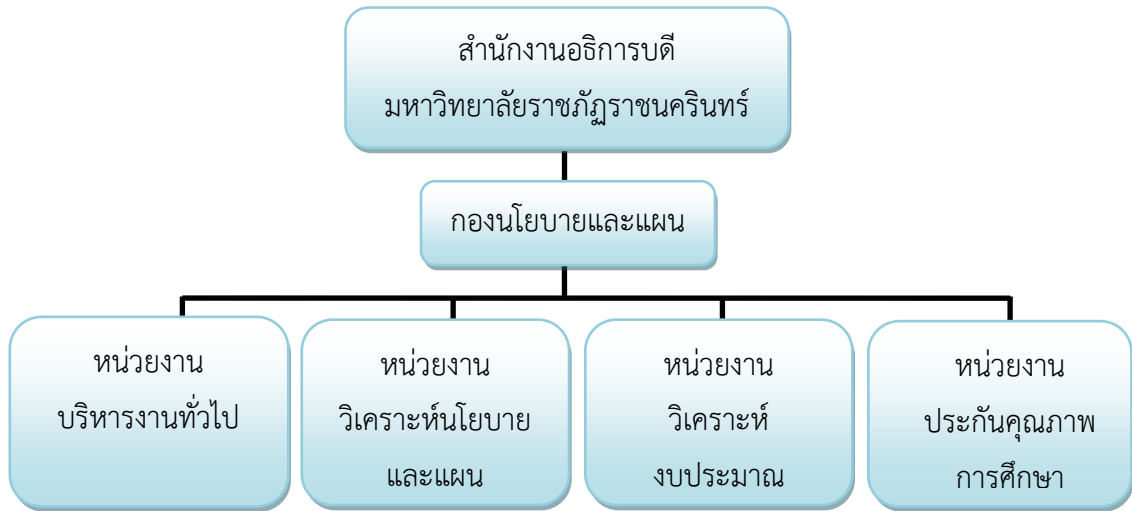 สำนักงานอธิการบดี
มหาวิทยาลัยราชภัฏราชนครินทร์
กองนโยบายและแผน
หน่วยงาน
บริหารงานทั่วไป
หน่วยงาน
วิเคราะห์นโยบาย
และแผน
หน่วยงาน
วิเคราะห์
งบประมาณ
หน่วยงาน
ประกันคุณภาพ
การศึกษา